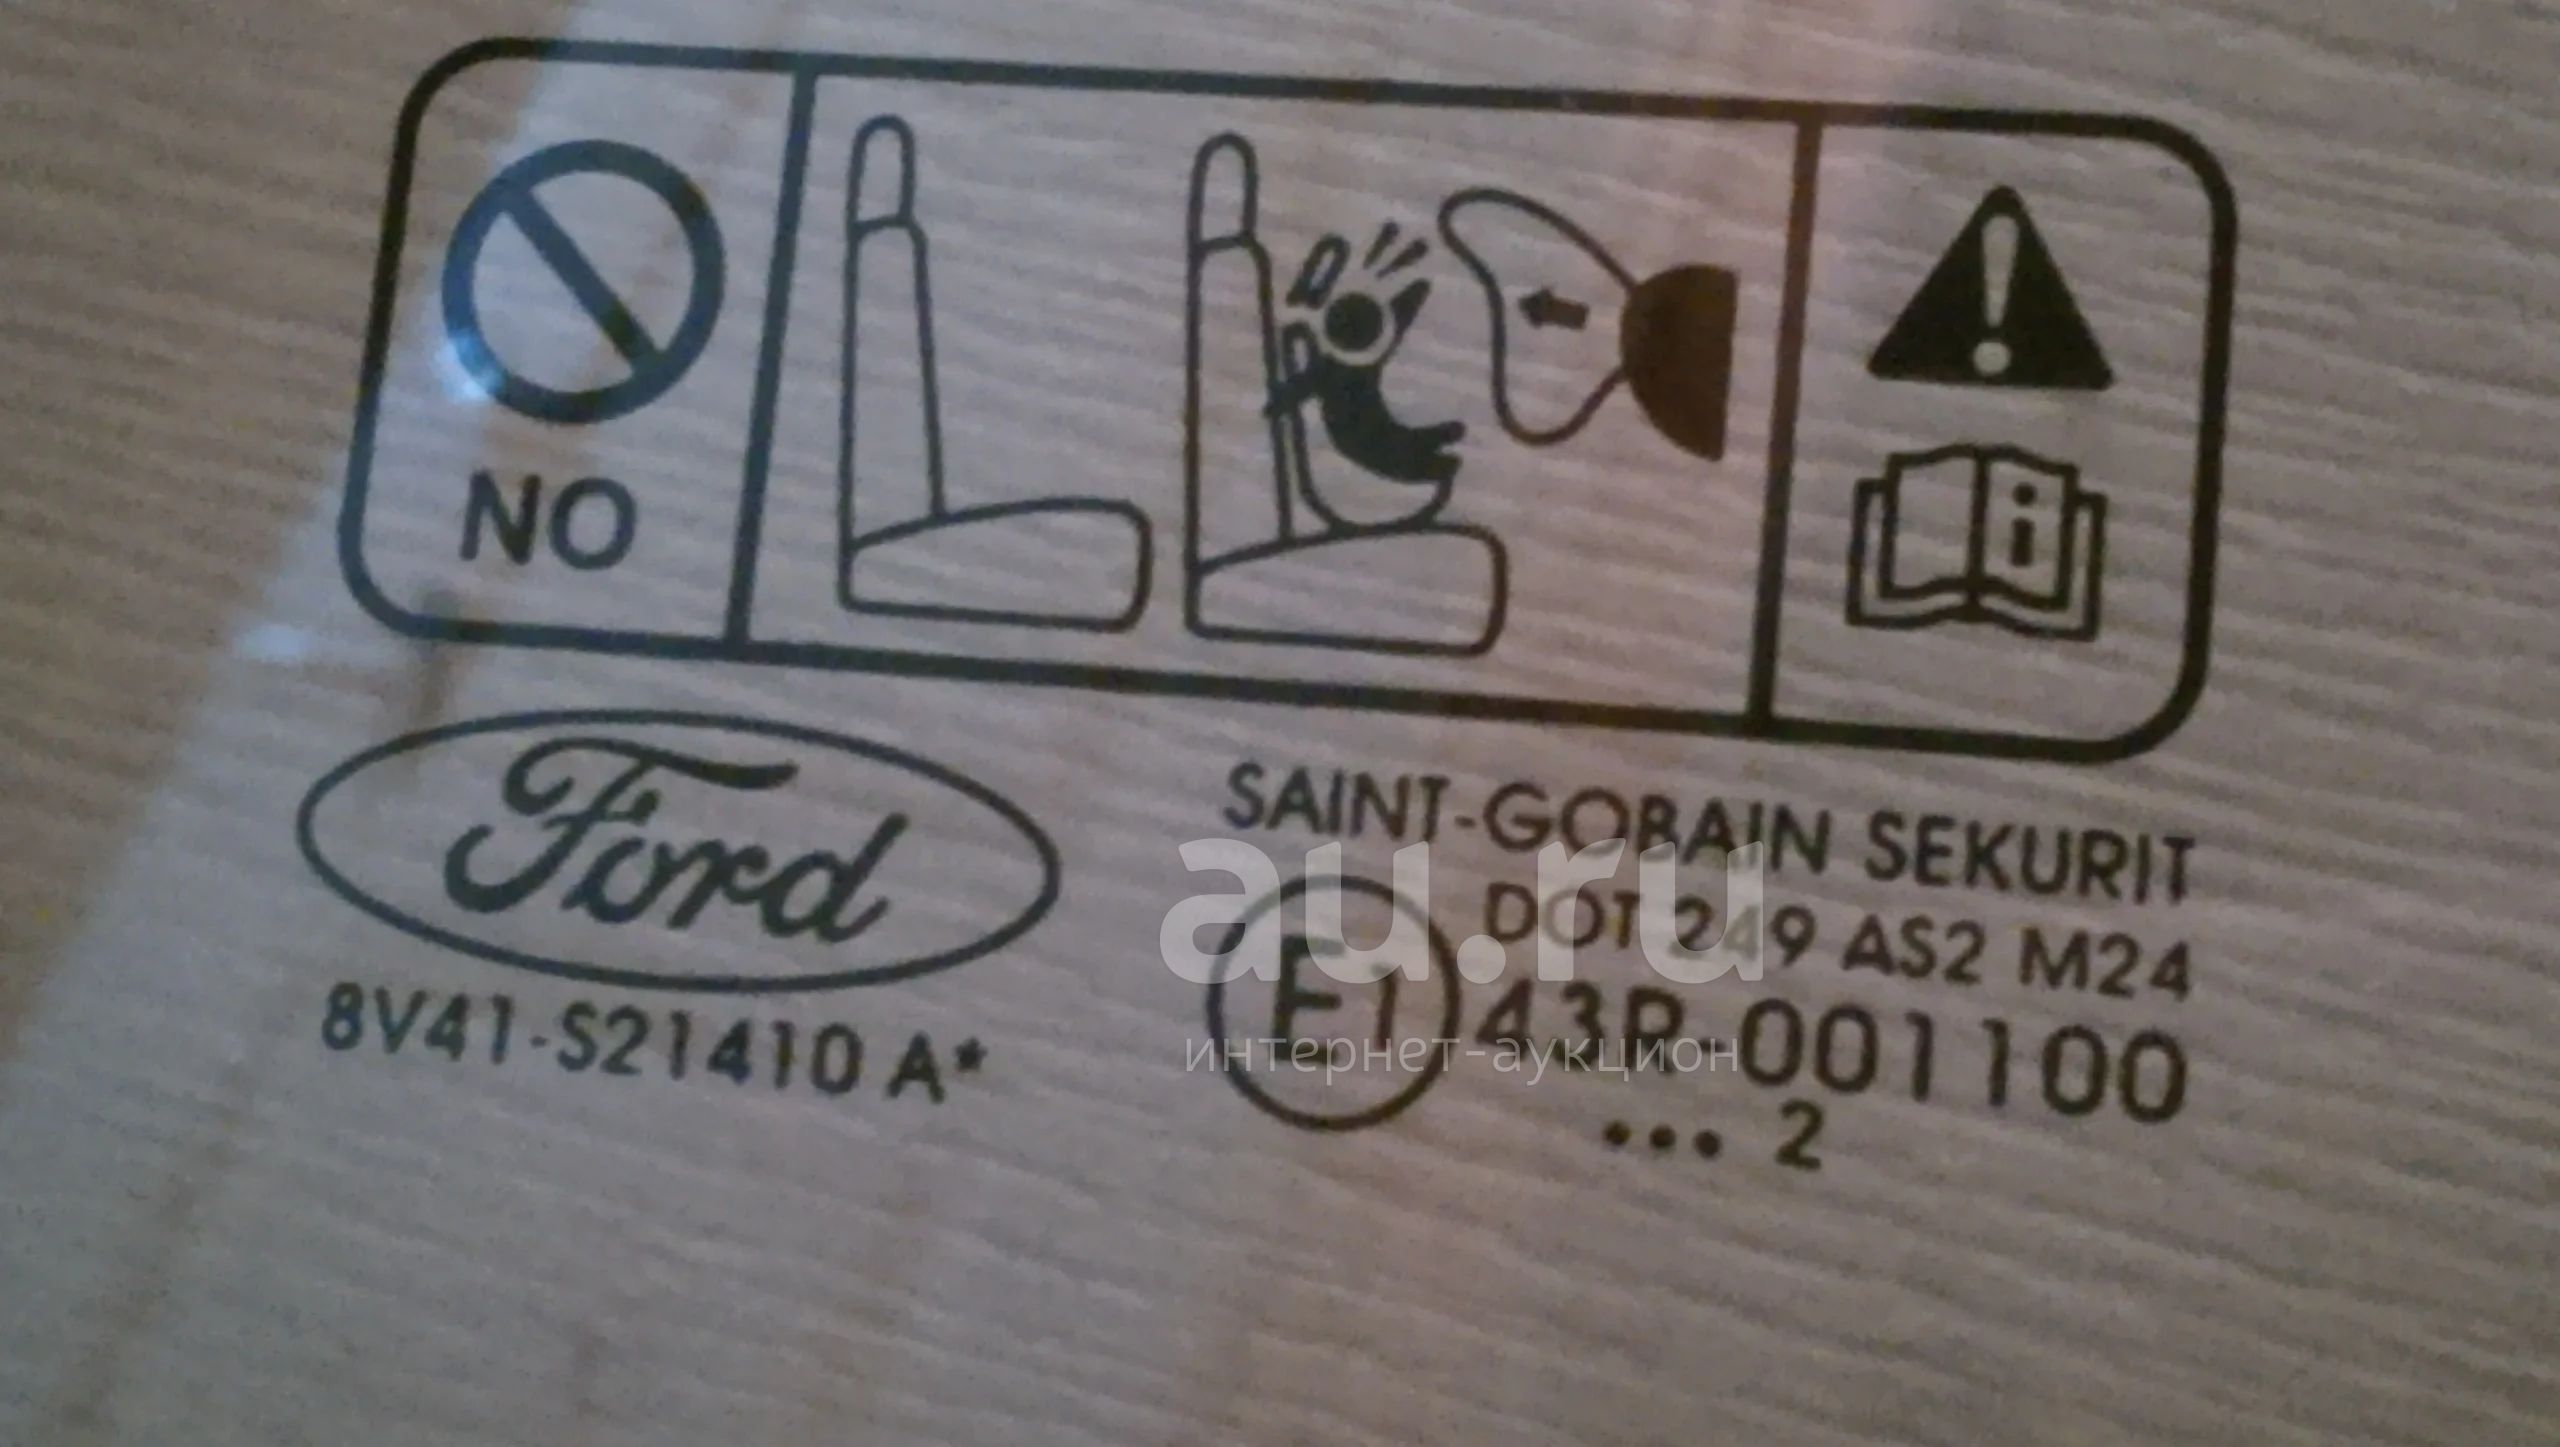 NO
i
Ford
8V41-S21410 A*
SAINT-GOBAIN SEKURIT
DOT 249 AS2 M24
E1 43R-001100
... 2
au.ru
интернет-аукцион